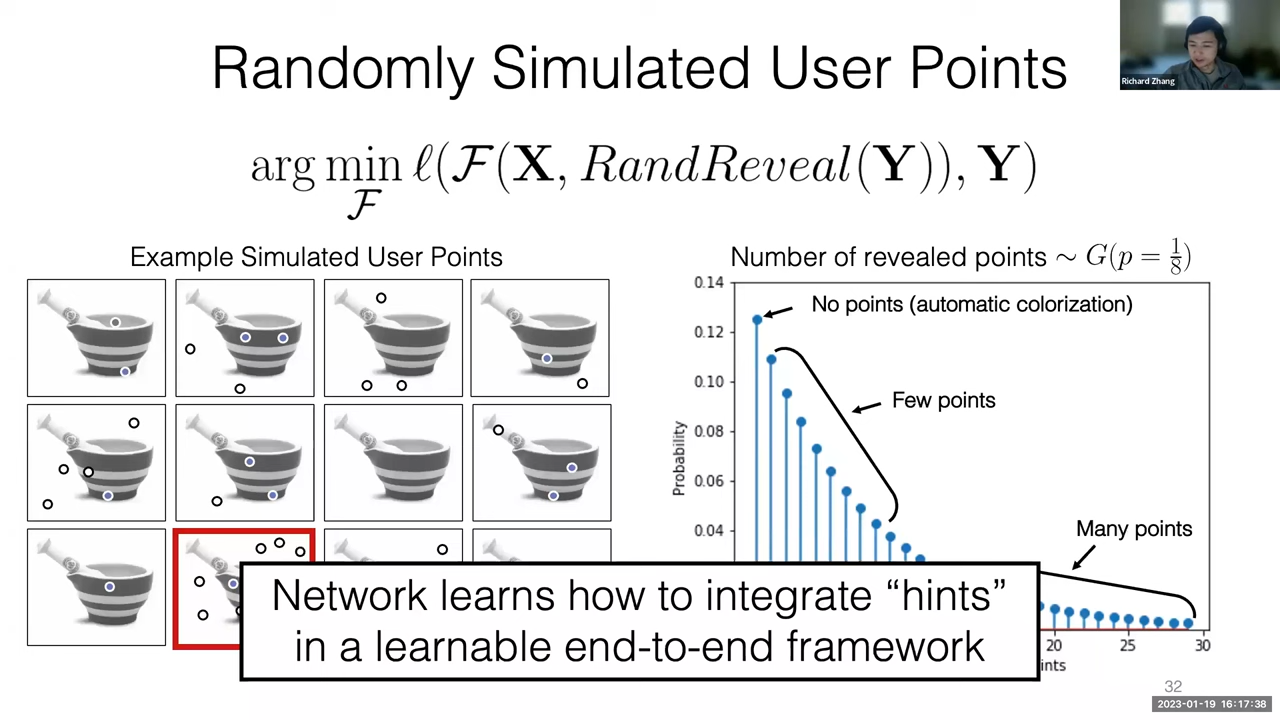 Randomly Simulated User Points
Richard Zhang
arg min ℓ(ℱ(X, RandReveal(Y)), Y)
ℱ
Example Simulated User Points
Number of revealed points ∼ G(p = 1/8)
0.14
No points (automatic colorization)
0.12
0.10
Few points
0.08
Probability
0.06
0.04
Many points
Network learns how to integrate “hints”
in a learnable end-to-end framework
20
25
30
ints
32
2023-01-19 16:17:38